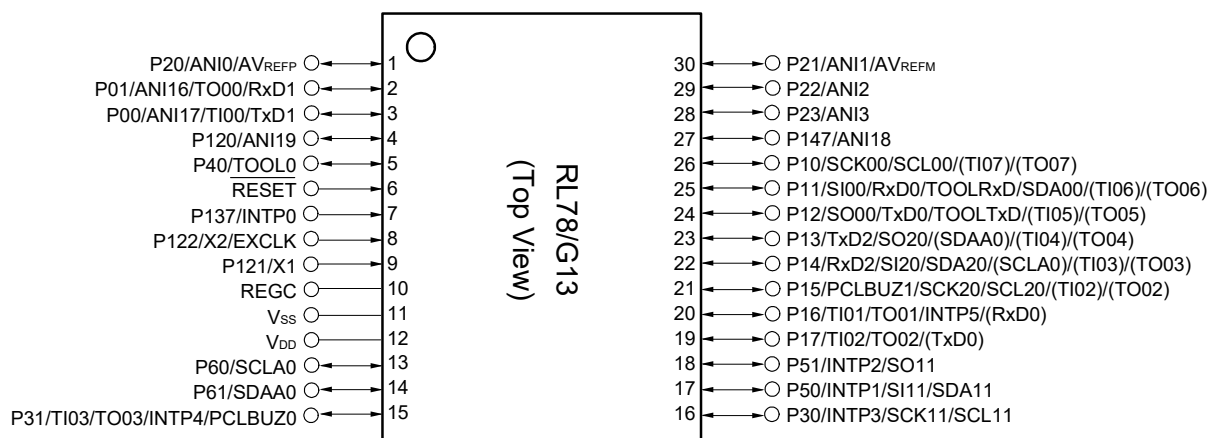 P20/ANI0/AVREFP 1
P01/ANI16/TO00/RxD1 2
P00/ANI17/TI00/TxD1 3
P120/ANI19 4
P40/TOOL0 5
RESET 6
P137/INTP0 7
P122/X2/EXCLK 8
P121/X1 9
REGC 10
VSS 11
VDD 12
P60/SCLA0 13
P61/SDAA0 14
P31/TI03/TO03/INTP4/PCLBUZ0 15
RL78/G13
(Top View)
30 P21/ANI1/AVREFM
29 P22/ANI2
28 P23/ANI3
27 P147/ANI18
26 P10/SCK00/SCL00/(TI07)/(TO07)
25 P11/SI00/RxD0/TOOLRxD/SDA00/(TI06)/(TO06)
24 P12/SO00/TxD0/TOOLTxD/(TI05)/(TO05)
23 P13/TxD2/SO20/(SDAA0)/(TI04)/(TO04)
22 P14/RxD2/SI20/SDA20/(SCLA0)/(TI03)/(TO03)
21 P15/PCLBUZ1/SCK20/SCL20/(TI02)/(TO02)
20 P16/TI01/TO01/INTP5/(RxD0)
19 P17/TI02/TO02/(TxD0)
18 P51/INTP2/SO11
17 P50/INTP1/SI11/SDA11
16 P30/INTP3/SCK11/SCL11